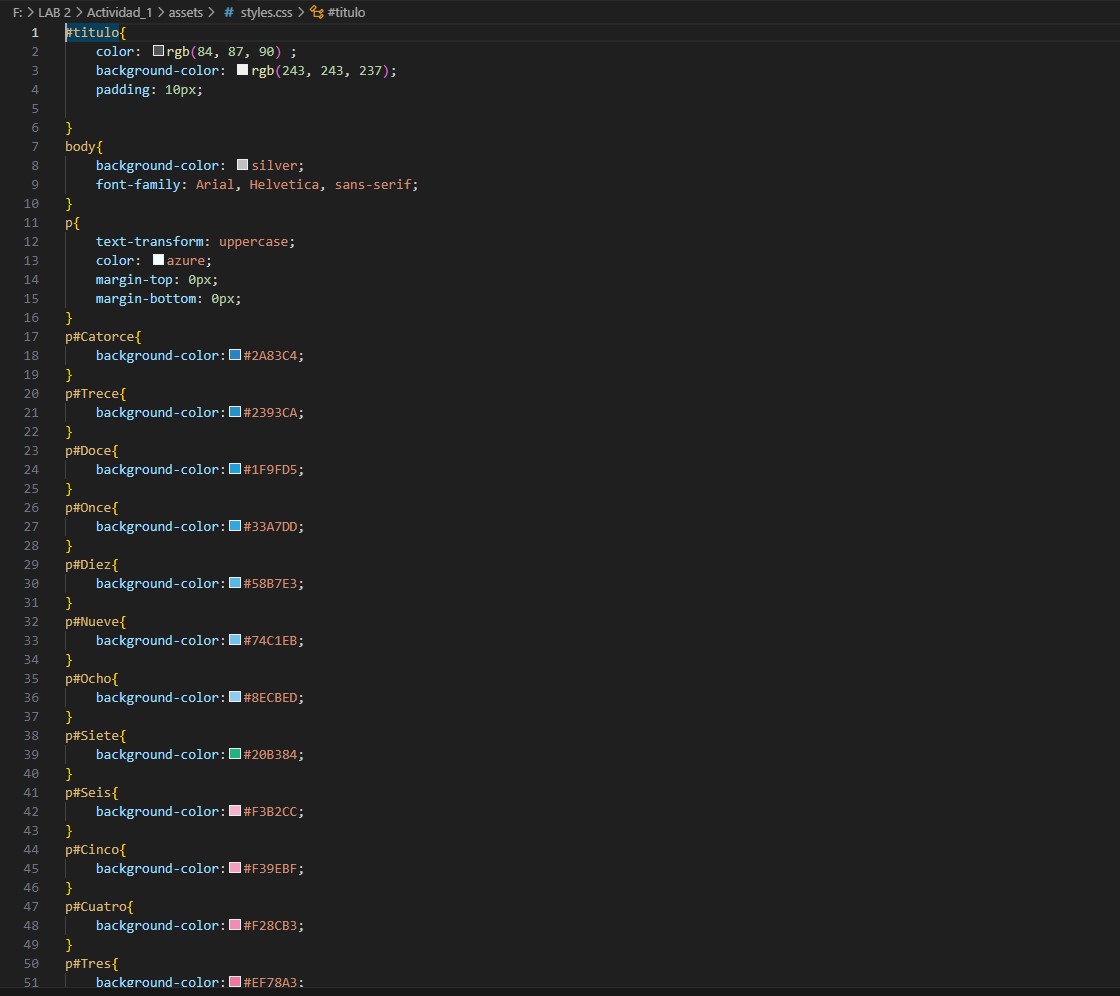 F: > LAB 2 > Actividad_1 > assets > # styles.css > #titulo
1 #titulo{
2 color: rgb(84, 87, 90) ;
3 background-color: rgb(243, 243, 237);
4 padding: 10px;
5
6 }
7 body{
8 background-color: silver;
9 font-family: Arial, Helvetica, sans-serif;
10 }
11 p{
12 text-transform: uppercase;
13 color: azure;
14 margin-top: 0px;
15 margin-bottom: 0px;
16 }
17 p#Catorce{
18 background-color:#2A83C4;
19 }
20 p#Trece{
21 background-color:#2393CA;
22 }
23 p#Doce{
24 background-color:#1F9FD5;
25 }
26 p#Once{
27 background-color:#33A7DD;
28 }
29 p#Diez{
30 background-color:#58B7E3;
31 }
32 p#Nueve{
33 background-color:#74C1EB;
34 }
35 p#Ocho{
36 background-color:#8ECBED;
37 }
38 p#Siete{
39 background-color:#20B384;
40 }
41 p#Seis{
42 background-color:#F3B2CC;
43 }
44 p#Cinco{
45 background-color:#F39EBF;
46 }
47 p#Cuatro{
48 background-color:#F28CB3;
49 }
50 p#Tres{
51 background-color:#EF78A3;